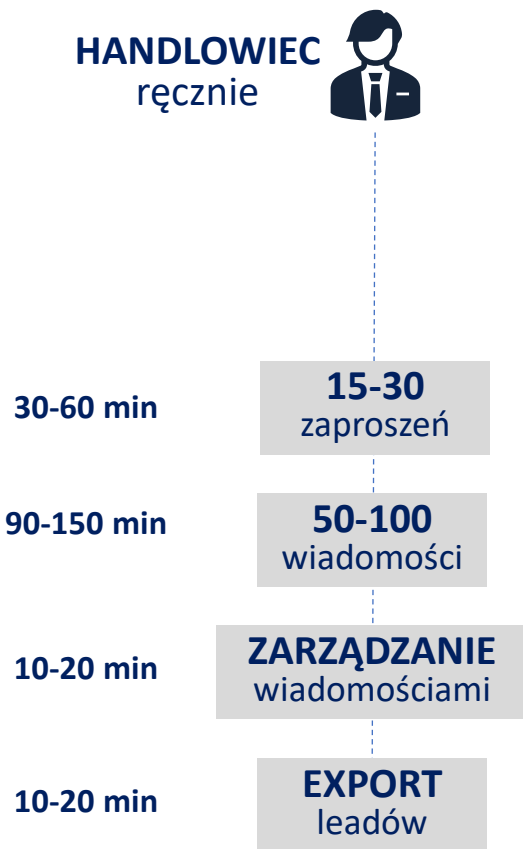 HANDLOWIEC
ręcznie
30-60 min
15-30
zaproszeń
90-150 min
50-100
wiadomości
10-20 min
ZARZĄDZANIE
wiadomościami
10-20 min
EXPORT
leadów